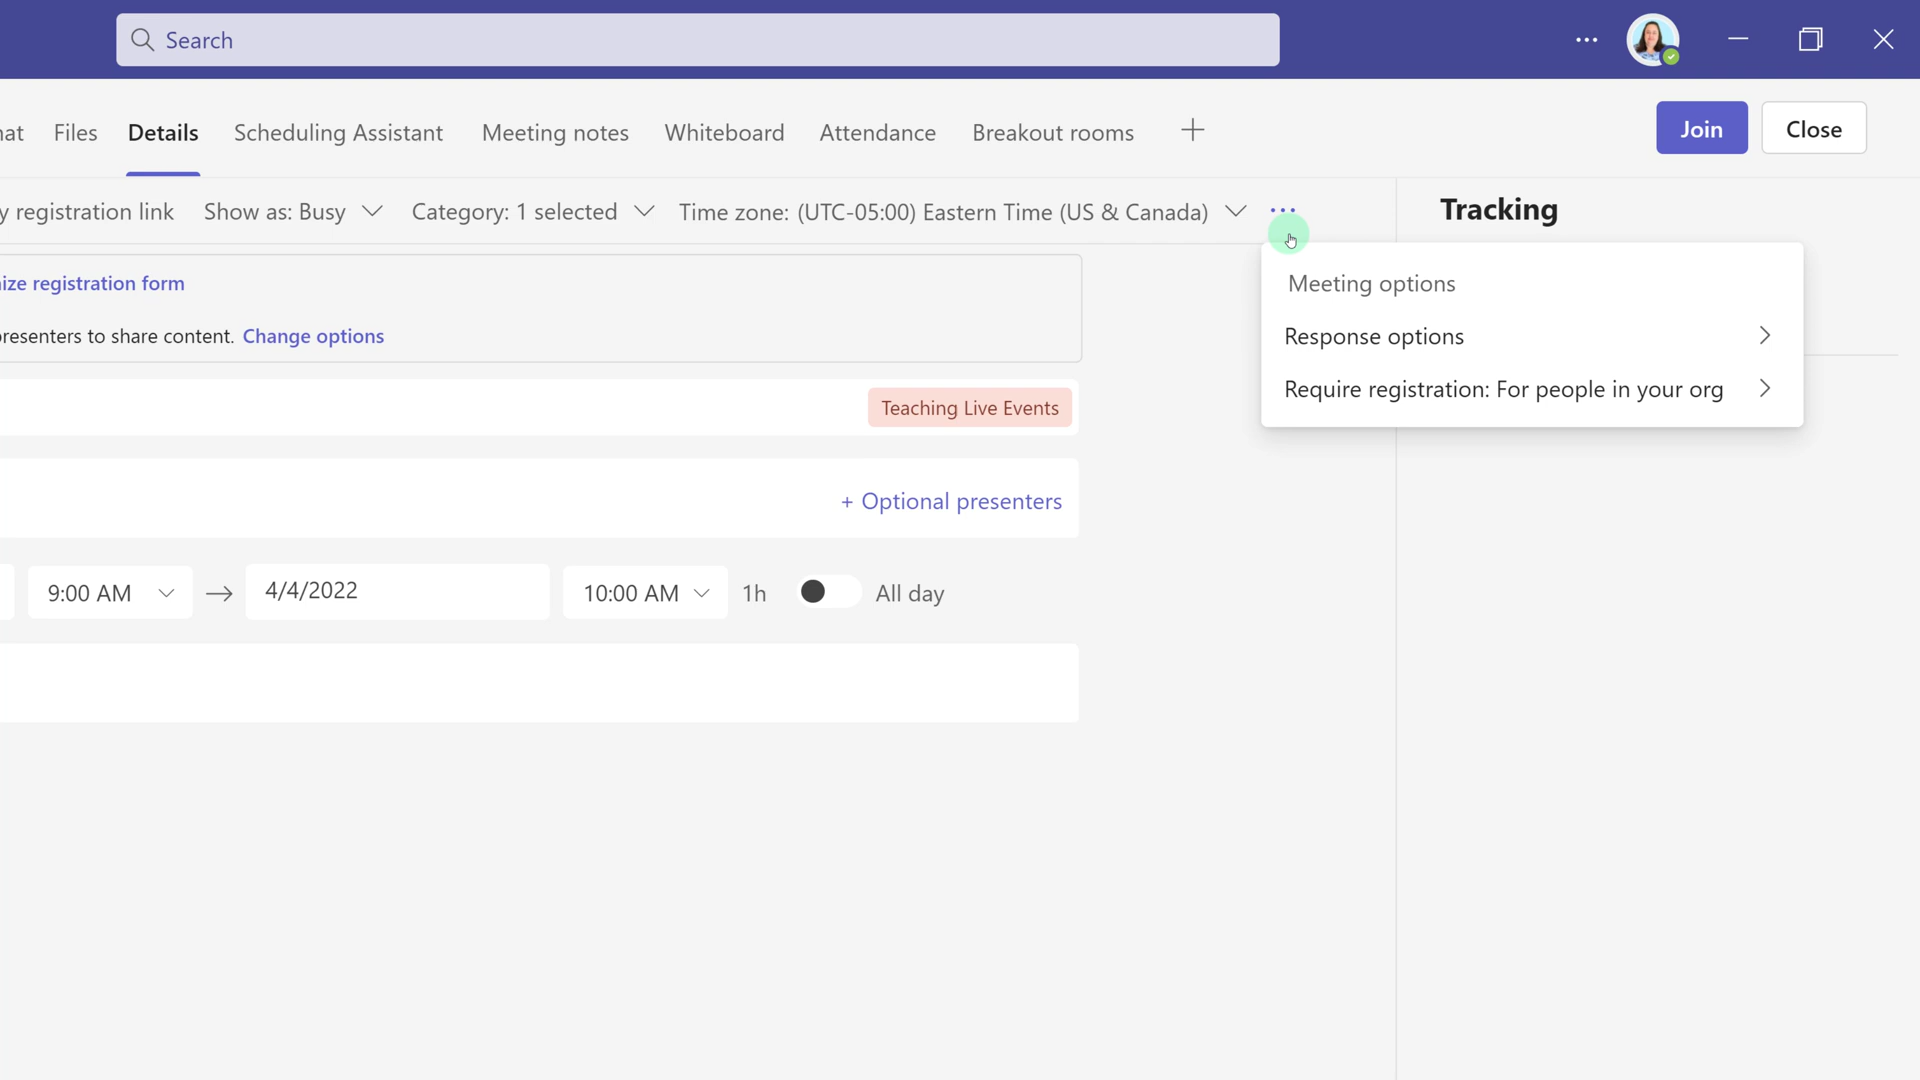 Search
Files Details Scheduling Assistant Meeting notes Whiteboard Attendance Breakout rooms Join Close
registration link Show as: Busy Category: 1 selected Time zone: (UTC-05:00) Eastern Time (US & Canada) ... Tracking
registration form
Meeting options
to share content. Change options
Response options
Require registration: For people in your org
Teaching Live Events
+ Optional presenters
9:00 AM → 4/4/2022 10:00 AM 1h All day